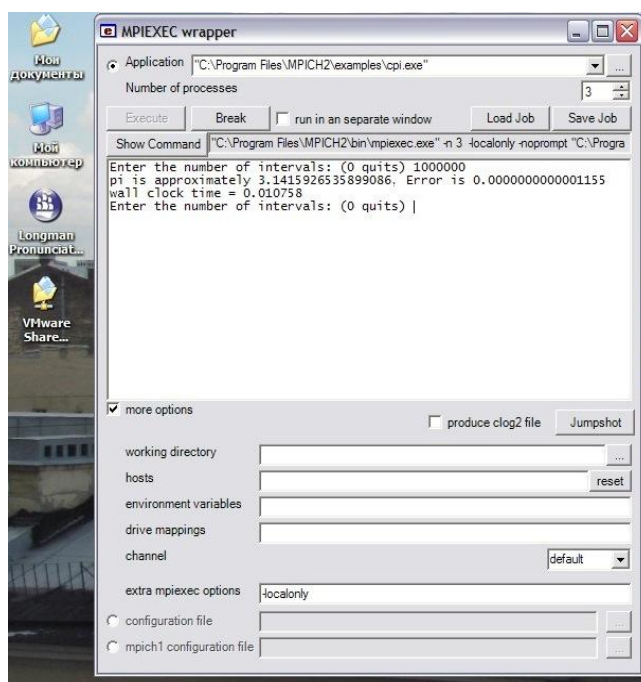 Мои
документы
Мой
компьютер
Longman
Pronunciat...
VMware
Share...
MPIEXEC wrapper
Application "C:\Program Files\MPICH2\examples\cpi.exe" ...
Number of processes 3
Execute Break run in an separate window Load Job Save Job
Show Command "C:\Program Files\MPICH2\bin\mpiexec.exe" -n 3 -localonly -noprompt "C:\Progra
Enter the number of intervals: (0 quits) 1000000
pi is approximately 3.1415926535899086, Error is 0.0000000000001155
wall clock time = 0.010758
Enter the number of intervals: (0 quits)
more options
produce clog2 file Jumpshot
working directory ...
hosts reset
environment variables
drive mappings
channel default
extra mpiexec options -localonly
configuration file ...
mpich1 configuration file ...